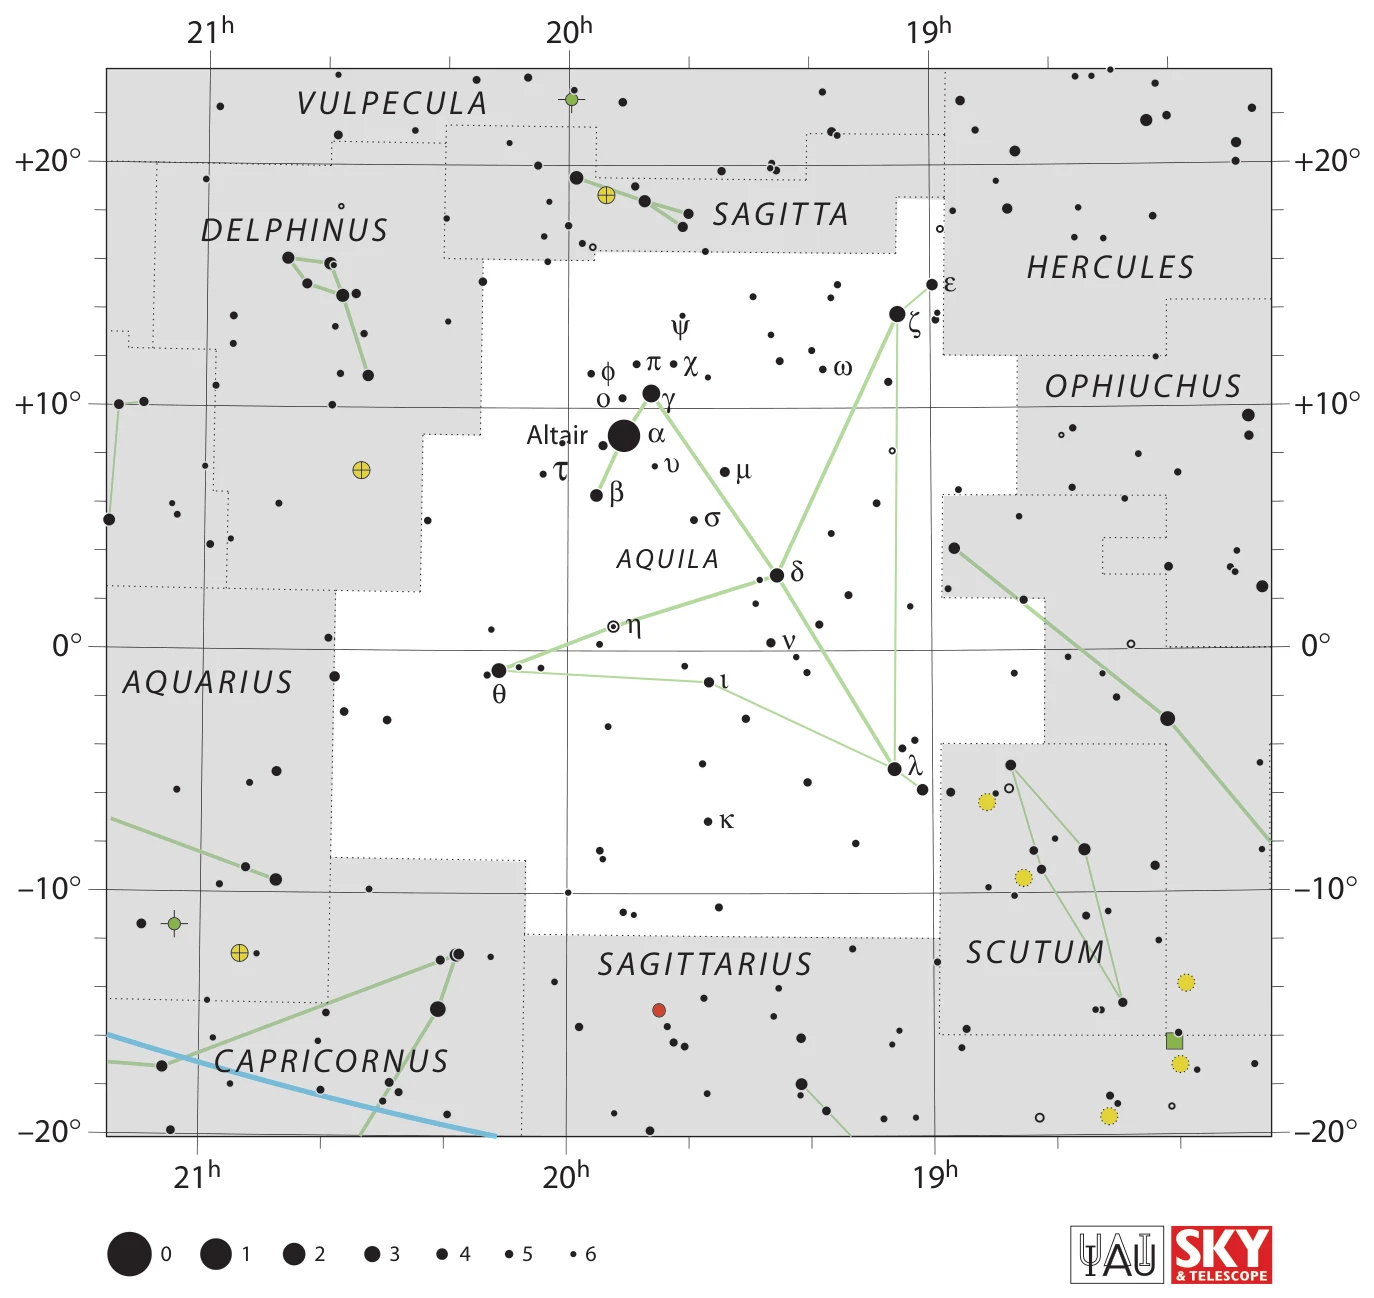 21h 20h 19h
VULPECULA
+20° +20°
SAGITTA
DELPHINUS
HERCULES
ε
ζ
ψ
π χ ω
ϕ
OPHIUCHUS
ο γ
+10° +10°
Altair α
τ υ μ
β
σ
AQUILA
δ
η
ν
0° 0°
AQUARIUS
θ ι
λ
κ
−10° −10°
SCUTUM
SAGITTARIUS
CAPRICORNUS
−20° −20°
21h 20h 19h
0 1 2 3 4 5 6
IAU
SKY
& TELESCOPE